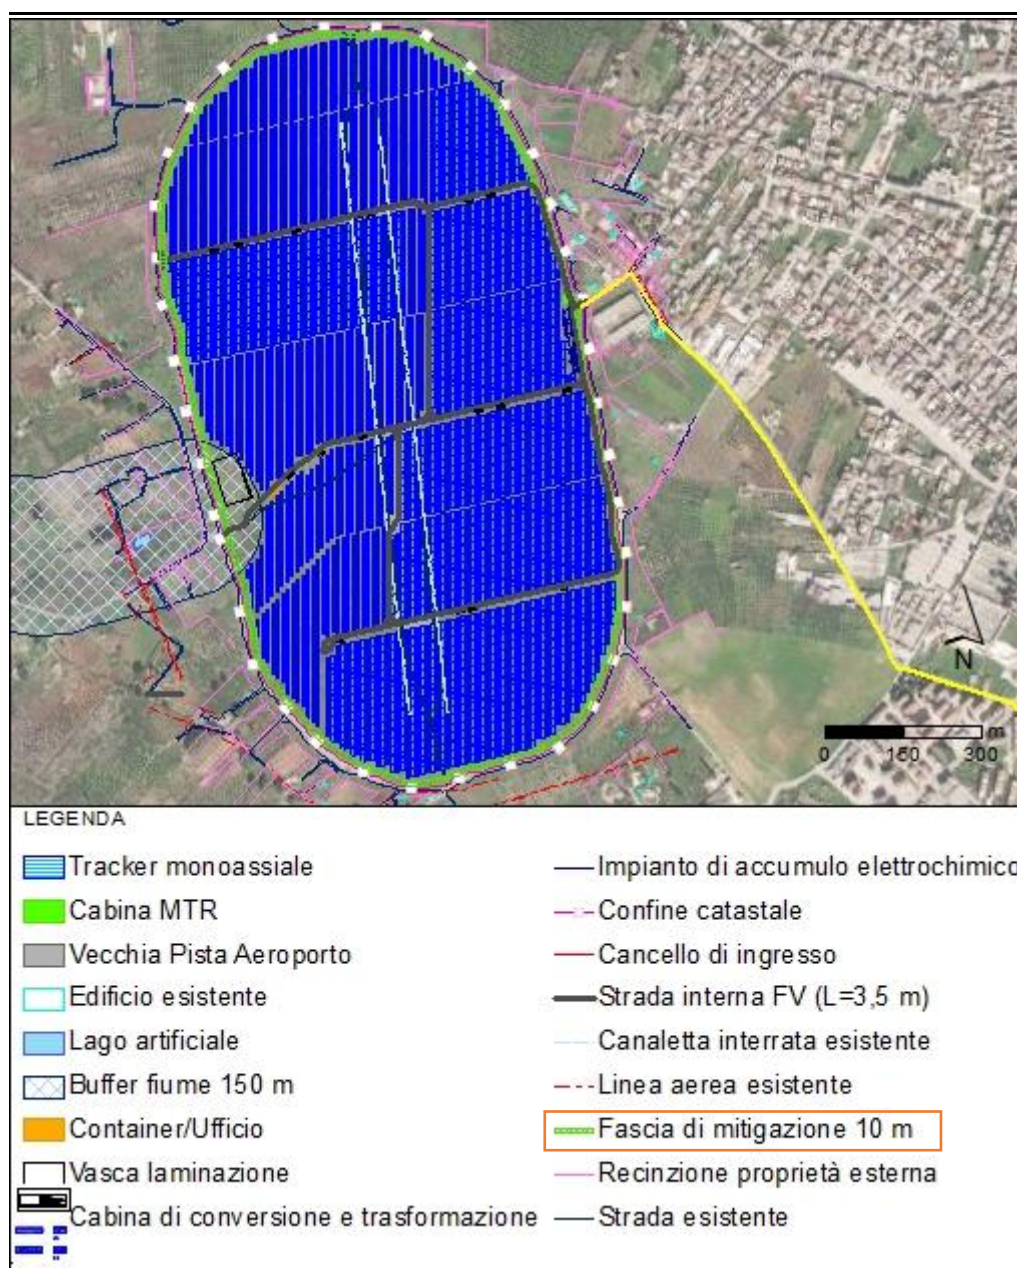 N
m
0 150 300
LEGENDA
Tracker monoassiale
Cabina MTR
Vecchia Pista Aeroporto
Edificio esistente
Lago artificiale
Buffer fiume 150 m
Container/Ufficio
Vasca laminazione
Cabina di conversione e trasformazione
Impianto di accumulo elettrochimico
Confine catastale
Cancello di ingresso
Strada interna FV (L=3,5 m)
Canaletta interrata esistente
Linea aerea esistente
Fascia di mitigazione 10 m
Recinzione proprietà esterna
Strada esistente